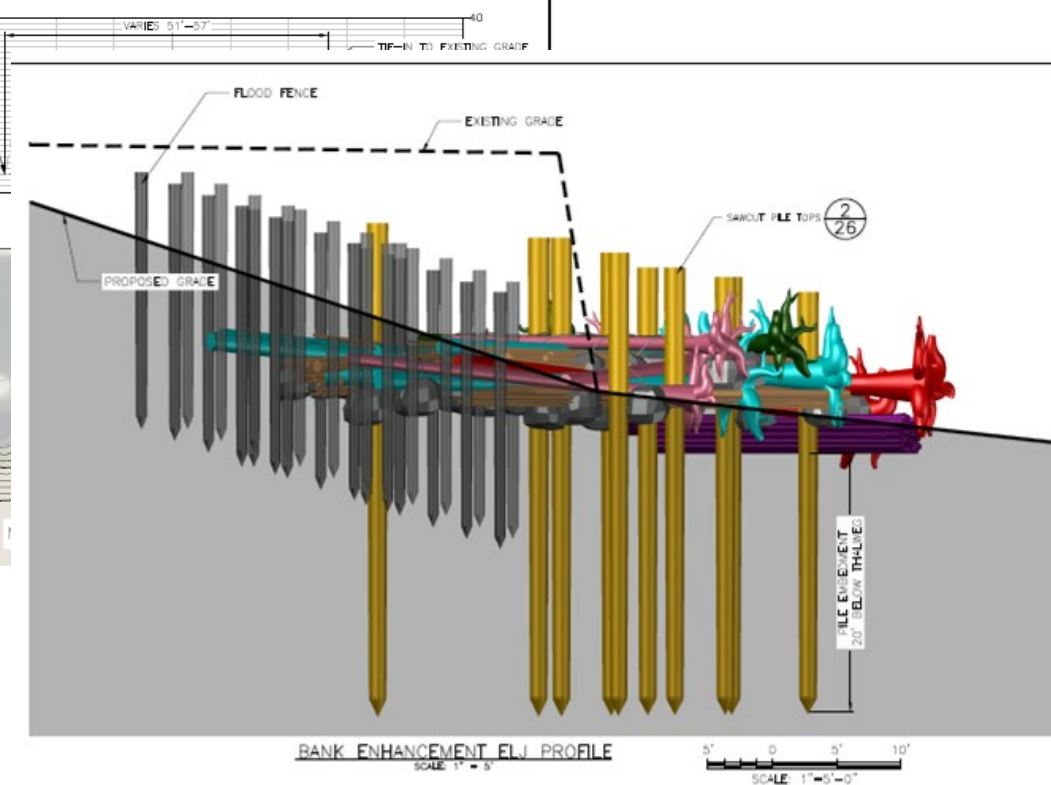 VARIES 51'-57'
40
TIE-IN TO EXISTING GRADE
FLOOD FENCE
EXISTING GRADE
SAWCUT PILE TOPS
2
26
PROPOSED GRADE
PILE EMBEDMENT
20' BELOW THALWEG
BANK ENHANCEMENT ELJ PROFILE
SCALE: 1" = 5'
5' 0 5' 10'
SCALE: 1"=5'-0"